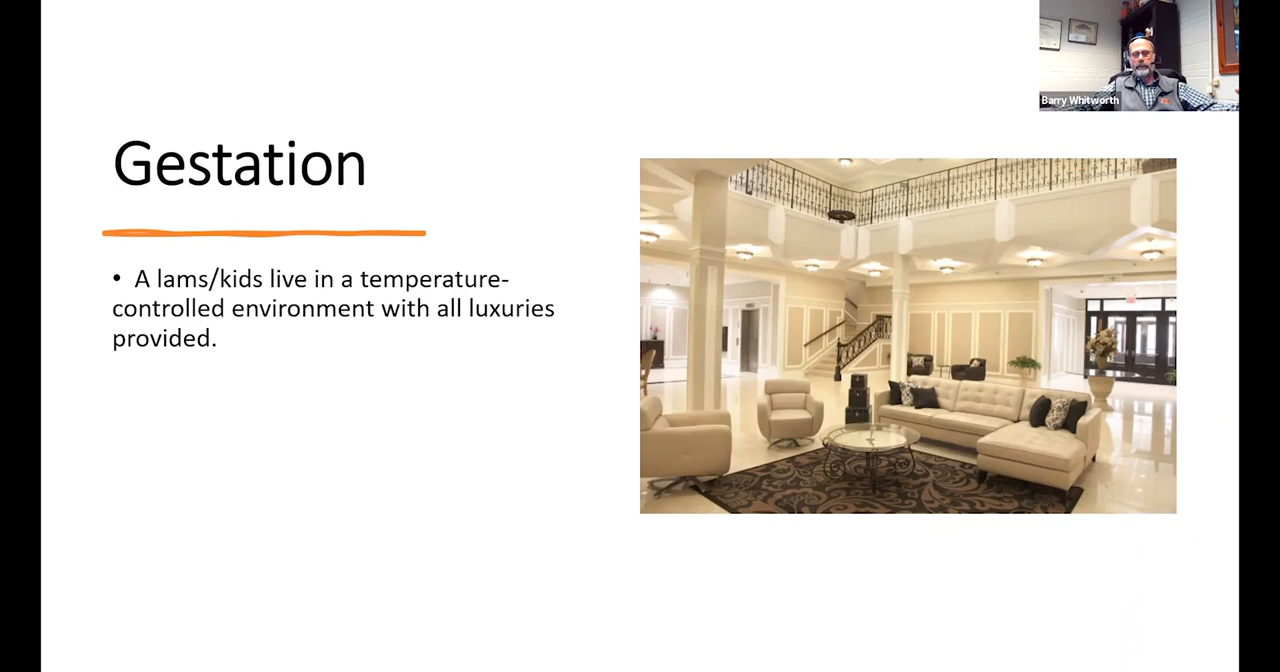 Barry Whitworth
Gestation
• A lams/kids live in a temperature-
controlled environment with all luxuries
provided.